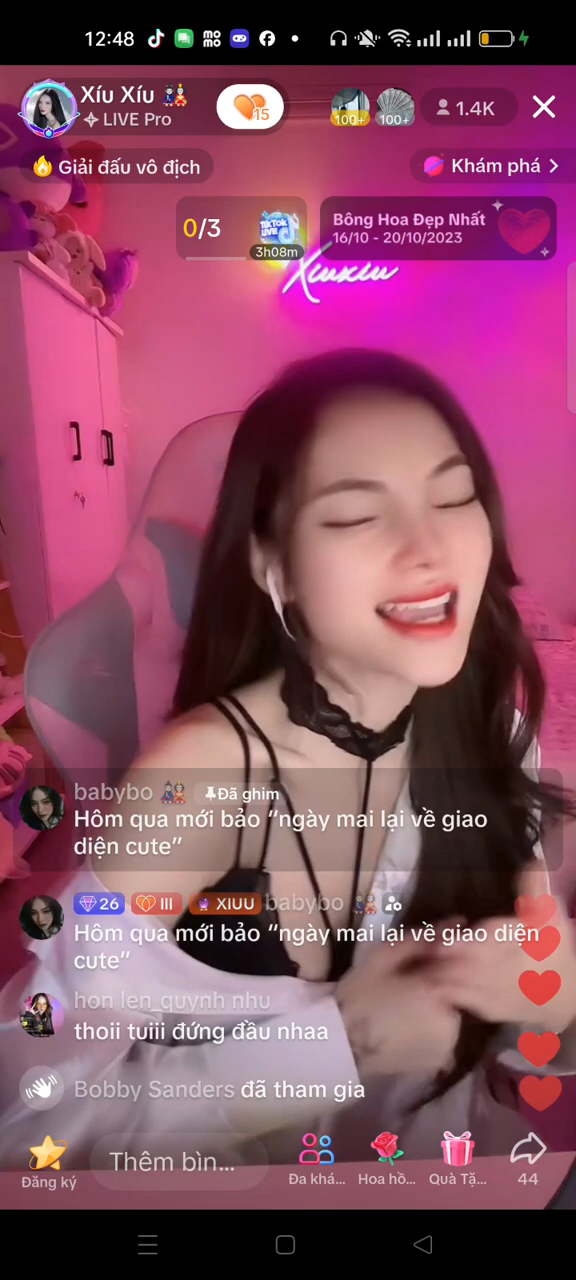 12:48
Xíu Xíu
LIVE Pro
15
100+
100+
1.4K
Giải đấu vô địch
Khám phá
0/3
TikTok LIVE
3h08m
Bông Hoa Đẹp Nhất
16/10 - 20/10/2023
Xiuxiu
babybo
Đã ghim
Hôm qua mới bảo “ngày mai lại về giao
diện cute”
26
III
XIUU
babybo
Hôm qua mới bảo “ngày mai lại về giao diện
cute”
hon len_quynh nhu
thoii tuiii đứng đầu nhaa
Bobby Sanders đã tham gia
Đăng ký
Thêm bìn...
Đa khá...
Hoa hồ...
Quà Tặ...
44